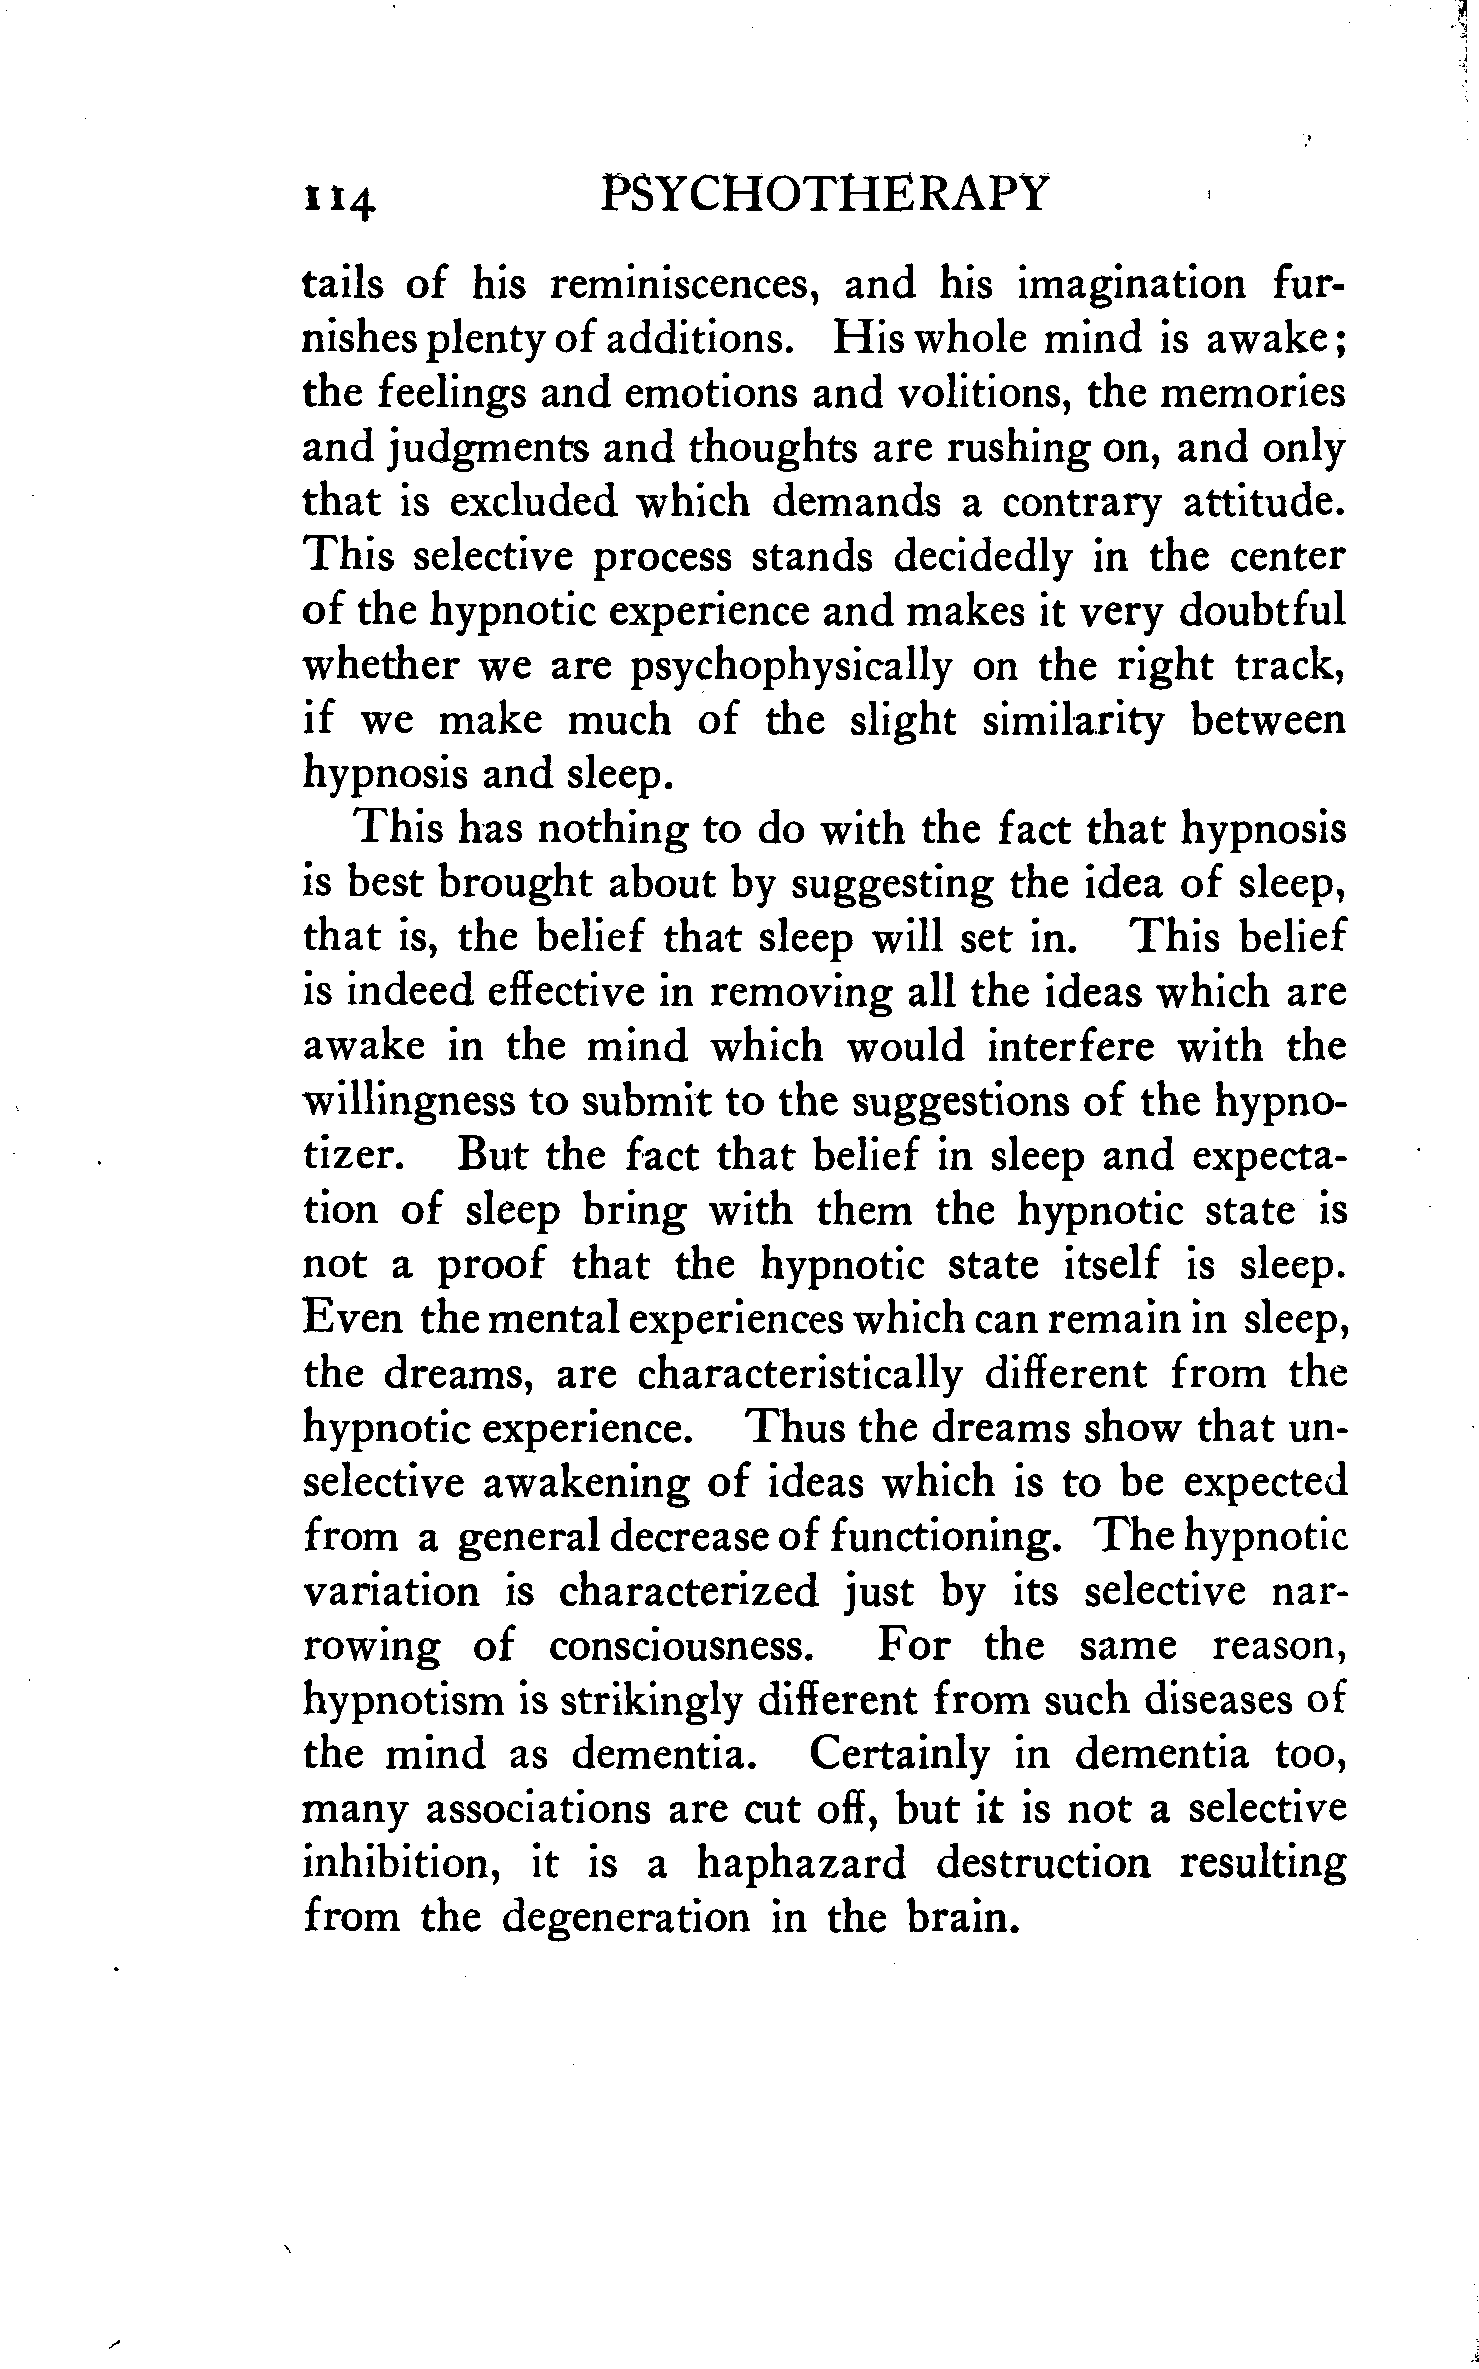 114 PSYCHOTHERAPY
tails of his reminiscences, and his imagination fur-
nishes plenty of additions. His whole mind is awake;
the feelings and emotions and volitions, the memories
and judgments and thoughts are rushing on, and only
that is excluded which demands a contrary attitude.
This selective process stands decidedly in the center
of the hypnotic experience and makes it very doubtful
whether we are psychophysically on the right track,
if we make much of the slight similarity between
hypnosis and sleep.
This has nothing to do with the fact that hypnosis
is best brought about by suggesting the idea of sleep,
that is, the belief that sleep will set in. This belief
is indeed effective in removing all the ideas which are
awake in the mind which would interfere with the
willingness to submit to the suggestions of the hypno-
tizer. But the fact that belief in sleep and expecta-
tion of sleep bring with them the hypnotic state is
not a proof that the hypnotic state itself is sleep.
Even the mental experiences which can remain in sleep,
the dreams, are characteristically different from the
hypnotic experience. Thus the dreams show that un-
selective awakening of ideas which is to be expected
from a general decrease of functioning. The hypnotic
variation is characterized just by its selective nar-
rowing of consciousness. For the same reason,
hypnotism is strikingly different from such diseases of
the mind as dementia. Certainly in dementia too,
many associations are cut off, but it is not a selective
inhibition, it is a haphazard destruction resulting
from the degeneration in the brain.